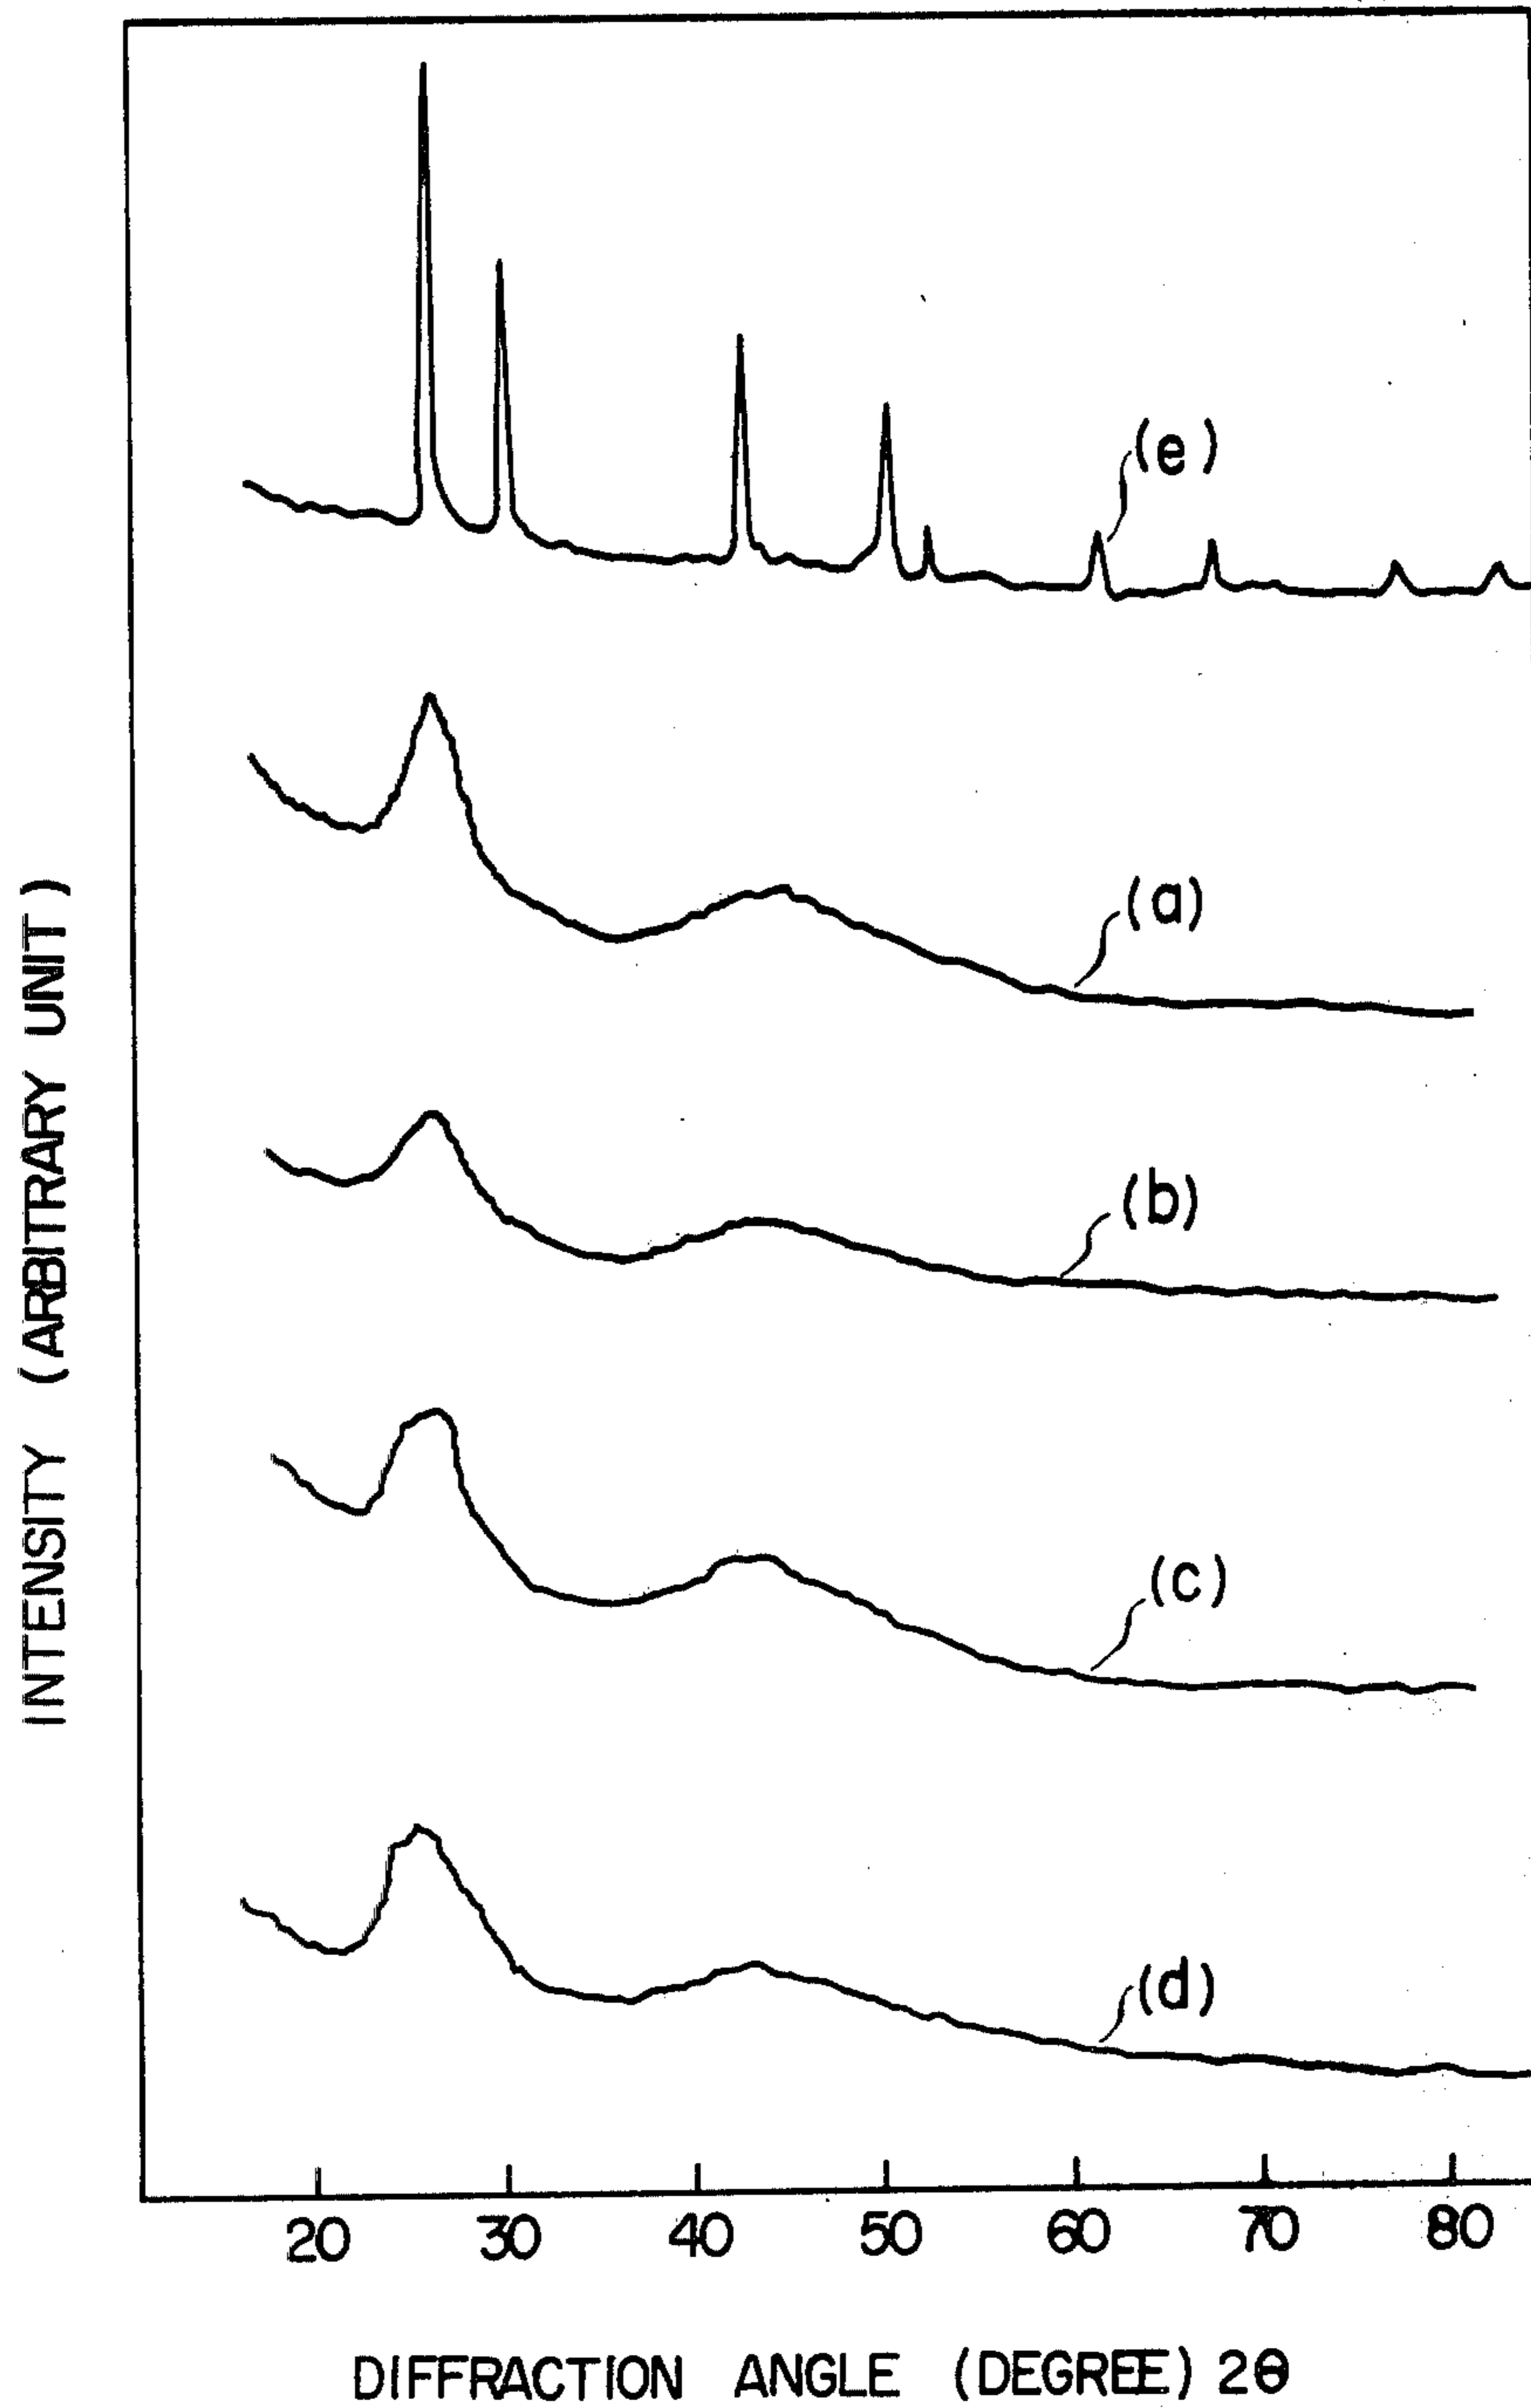 (e)
(a)
(b)
(c)
(d)
INTENSITY (ARBITRARY UNIT)
20 30 40 50 60 70 80
DIFFRACTION ANGLE (DEGREE) 2θ